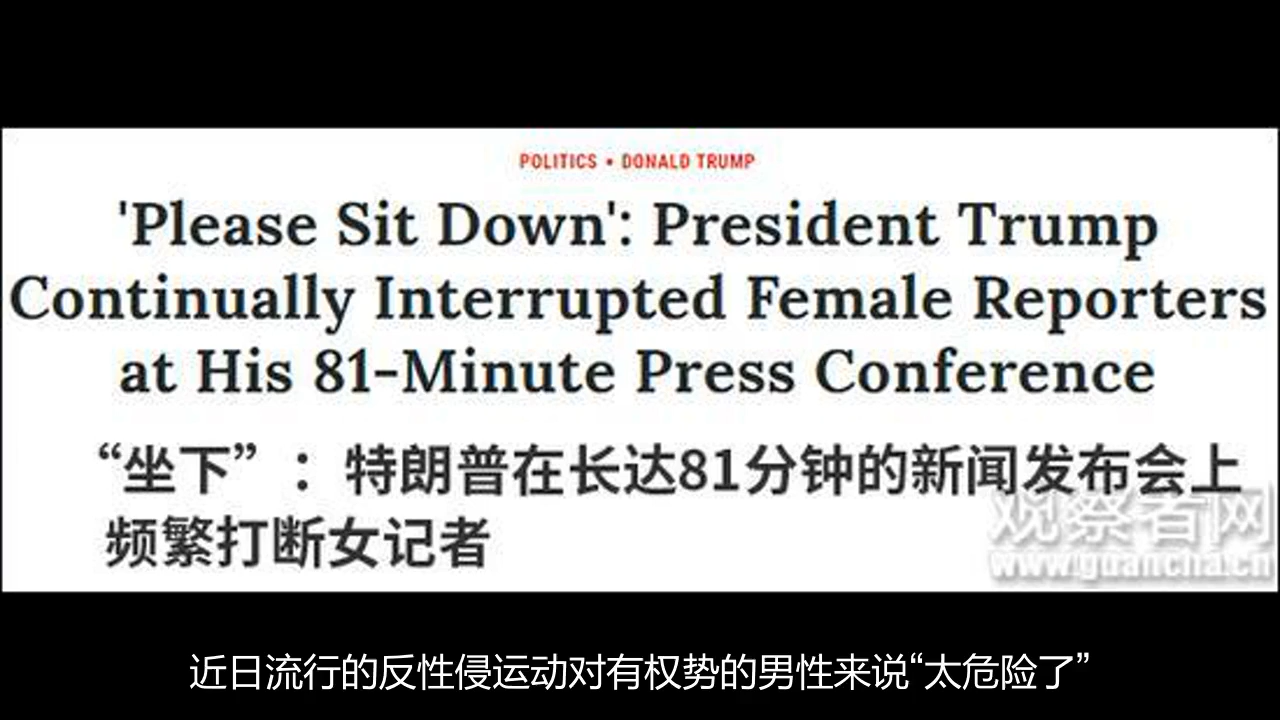 POLITICS • DONALD TRUMP
'Please Sit Down': President Trump
Continually Interrupted Female Reporters
at His 81-Minute Press Conference
“坐下”：特朗普在长达81分钟的新闻发布会上
频繁打断女记者
观察者网
www.guancha.cn
近日流行的反性侵运动对有权势的男性来说“太危险了”